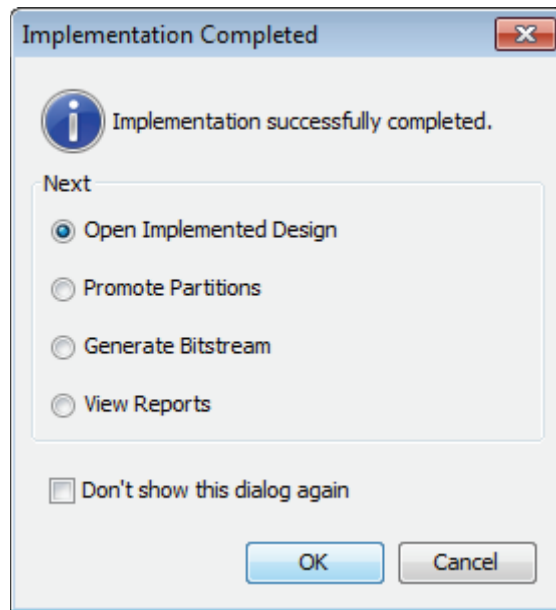 Implementation Completed
Implementation successfully completed.
Next
Open Implemented Design
Promote Partitions
Generate Bitstream
View Reports
Don't show this dialog again
OK
Cancel